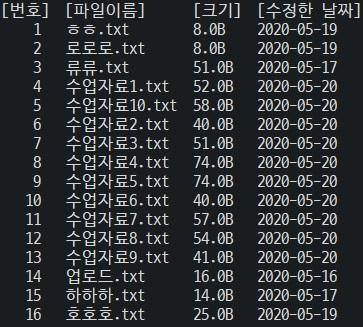 [번호] [파일이름] [크기] [수정한 날짜]
1 ㅎㅎ.txt 8.0B 2020-05-19
2 로로로.txt 8.0B 2020-05-19
3 류류.txt 51.0B 2020-05-17
4 수업자료1.txt 52.0B 2020-05-20
5 수업자료10.txt 58.0B 2020-05-20
6 수업자료2.txt 40.0B 2020-05-20
7 수업자료3.txt 51.0B 2020-05-20
8 수업자료4.txt 74.0B 2020-05-20
9 수업자료5.txt 74.0B 2020-05-20
10 수업자료6.txt 40.0B 2020-05-20
11 수업자료7.txt 57.0B 2020-05-20
12 수업자료8.txt 54.0B 2020-05-20
13 수업자료9.txt 41.0B 2020-05-20
14 업로드.txt 16.0B 2020-05-16
15 하하하.txt 14.0B 2020-05-17
16 호호호.txt 25.0B 2020-05-19